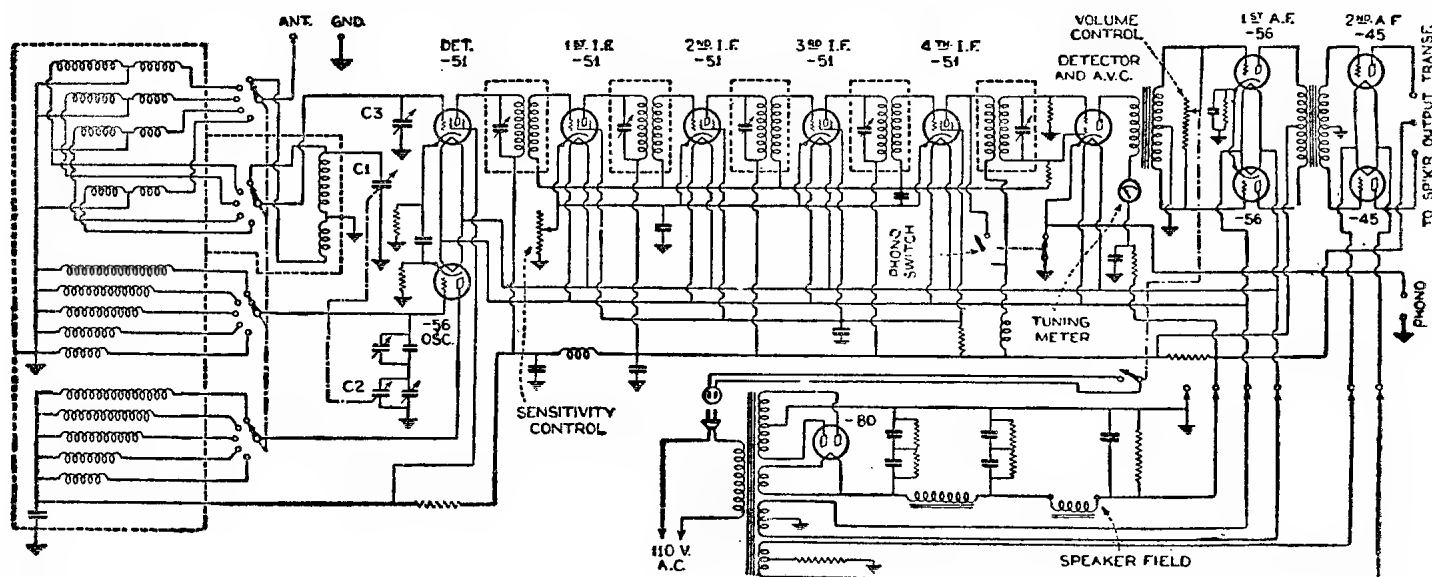 ANT. GND.
DET.
-51
1ST I.F.
-51
2ND. I.F.
-51
3RD I.F.
-51
4TH. I.F.
-51
VOLUME
CONTROL
DETECTOR
AND A.V.C.
1ST A.F.
-56
2ND. A F
-45
C3
C1
-56
-45
TO SPK'R OUTPUT TRANSF.
PHONO
SWITCH
-56
OSC.
C2
SENSITIVITY
CONTROL
TUNING
METER
PHONO
-80
110 V.
A.C.
SPEAKER FIELD